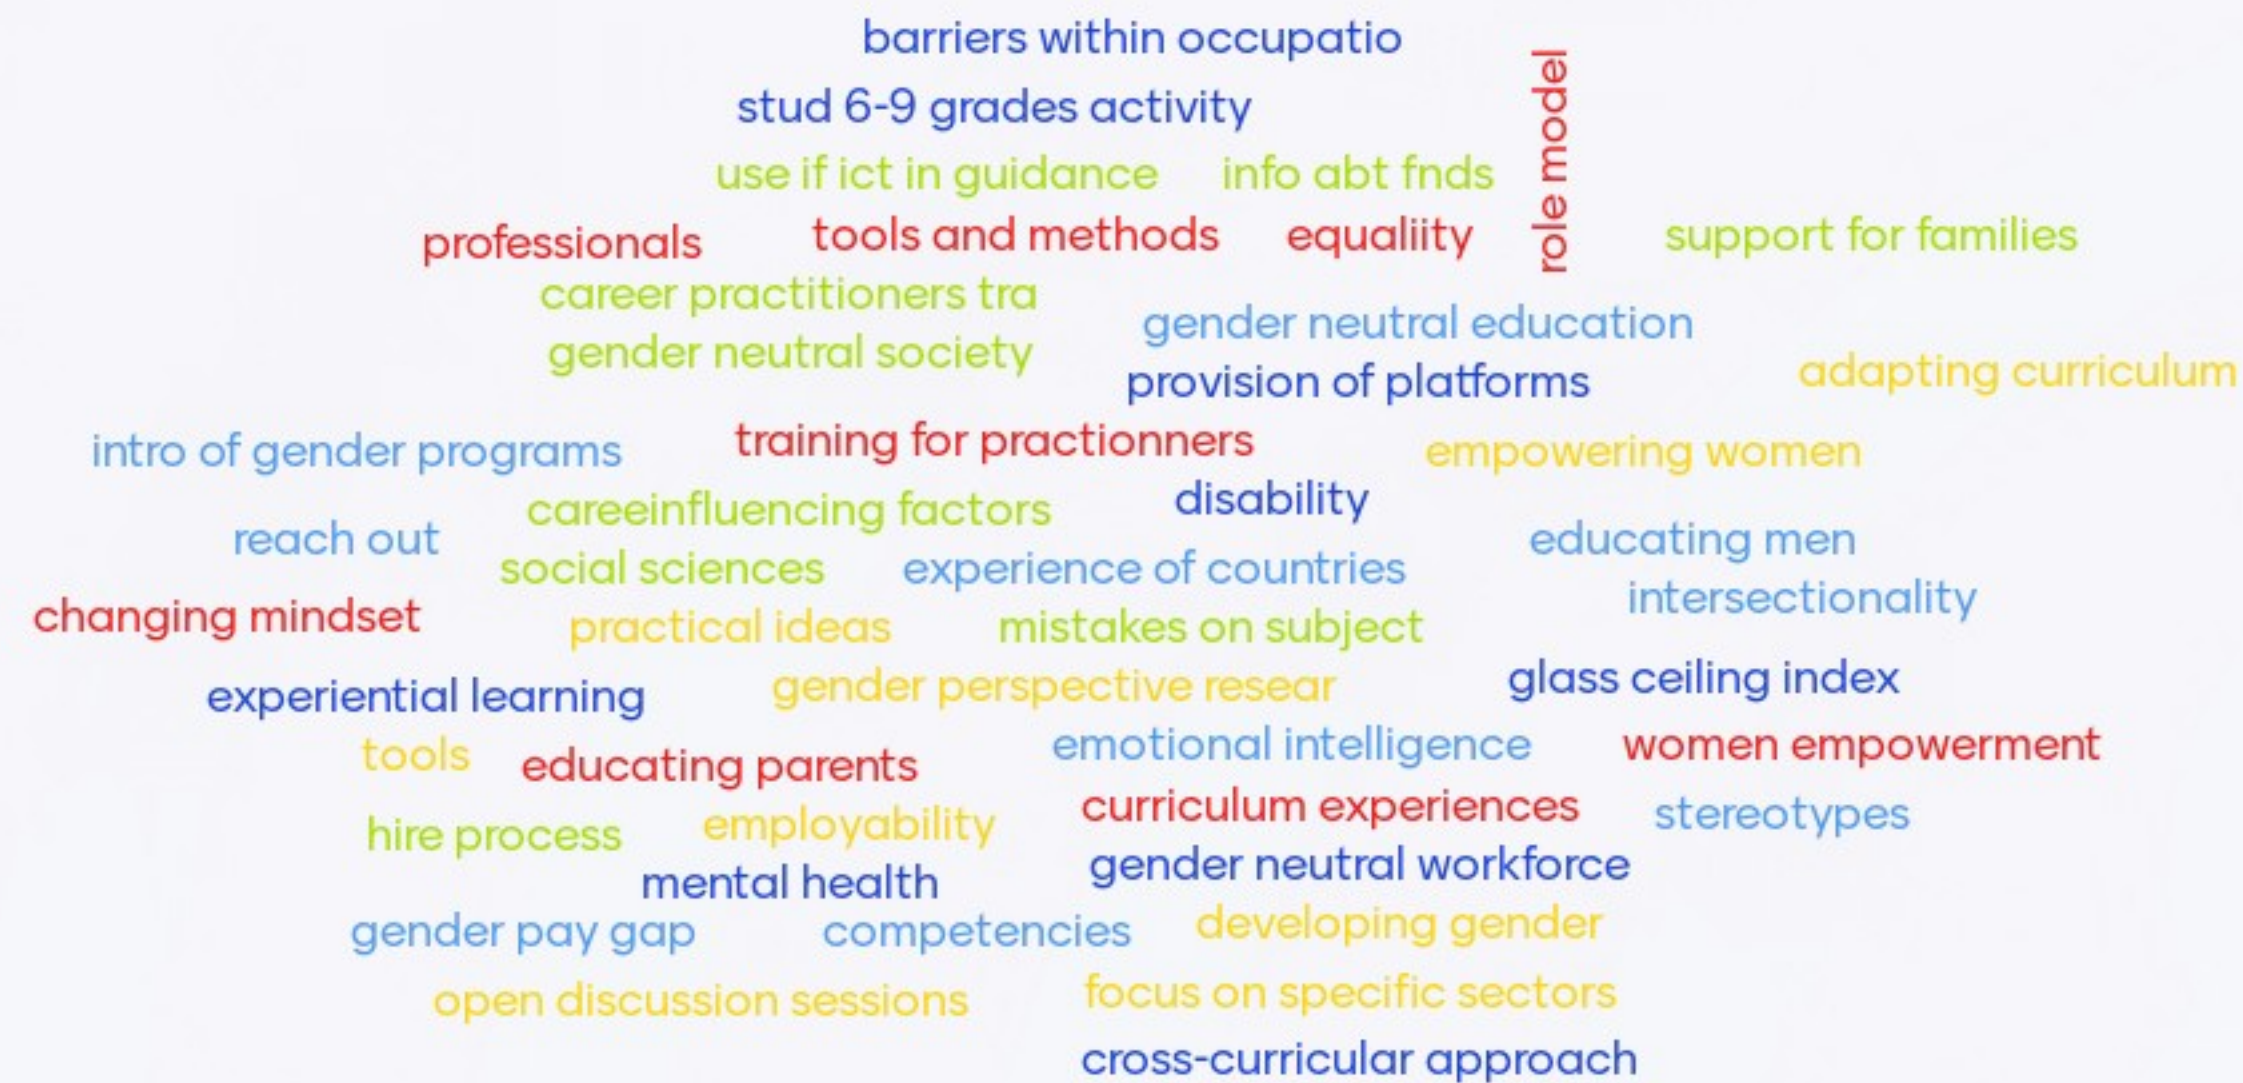 barriers within occupatio
stud 6-9 grades activity
role model
use if ict in guidance
info abt fnds
professionals
tools and methods
equaliity
support for families
career practitioners tra
gender neutral education
gender neutral society
provision of platforms
adapting curriculum
intro of gender programs
training for practionners
empowering women
careeinfluencing factors
disability
reach out
educating men
social sciences
experience of countries
intersectionality
changing mindset
practical ideas
mistakes on subject
experiential learning
gender perspective resear
glass ceiling index
tools
educating parents
emotional intelligence
women empowerment
hire process
employability
curriculum experiences
stereotypes
mental health
gender neutral workforce
gender pay gap
competencies
developing gender
open discussion sessions
focus on specific sectors
cross-curricular approach